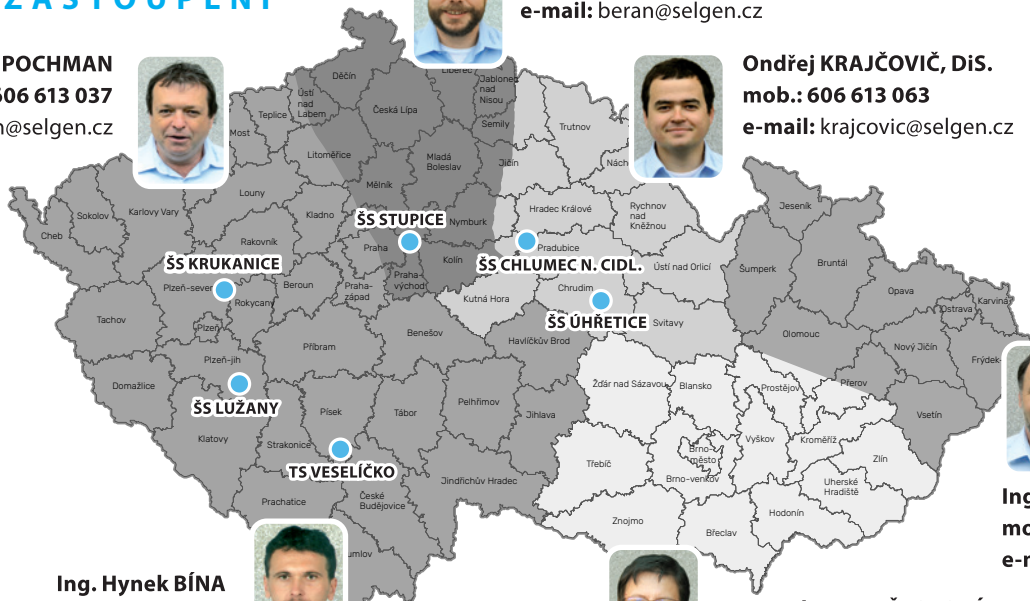 ZASTOUPENÍ
e-mail: beran@selgen.cz
POCHMAN
606 613 037
n@selgen.cz
Ondřej KRAJČOVIČ, DiS.
mob.: 606 613 063
e-mail: krajcovic@selgen.cz
Děčín
Liberec
Jablonec
nad
Nisou
Ústí
nad
Labem
Česká Lípa
Teplice
Most
Semily
Trutnov
Litoměřice
Mladá
Boleslav
Jičín
Nách
Louny
Mělník
Karlovy Vary
Sokolov
Cheb
Kladno
ŠS STUPICE
Nymburk
Hradec Králové
Rychnov
nad
Kněžnou
Jeseník
Rakovník
Praha
Kolín
Pardubice
ŠS KRUKANICE
ŠS CHLUMEC N. CIDL.
Ústí nad Orlicí
Šumperk
Bruntál
Plzeň-sever
Rokycany
Beroun
Praha-
západ
Praha-
východ
Kutná Hora
Chrudim
Opava
Karviná
Ostrava
Tachov
Plzeň
ŠS ÚHŘETICE
Svitavy
Benešov
Havlíčkův Brod
Olomouc
Příbram
Nový Jičín
Frýdek-
Plzeň-jih
Domažlice
ŠS LUŽANY
Písek
Tábor
Pelhřimov
Jihlava
Žďár nad Sázavou
Blansko
Prostějov
Přerov
Vsetín
Klatovy
Strakonice
TS VESELÍČKO
Třebíč
Brno-
město
Brno-venkov
Vyškov
Kroměříž
Zlín
Prachatice
České
Budějovice
Jindřichův Hradec
Uherské
Hradiště
Znojmo
Břeclav
Hodonín
umlov
Ing
mo
e-m
Ing. Hynek BÍNA